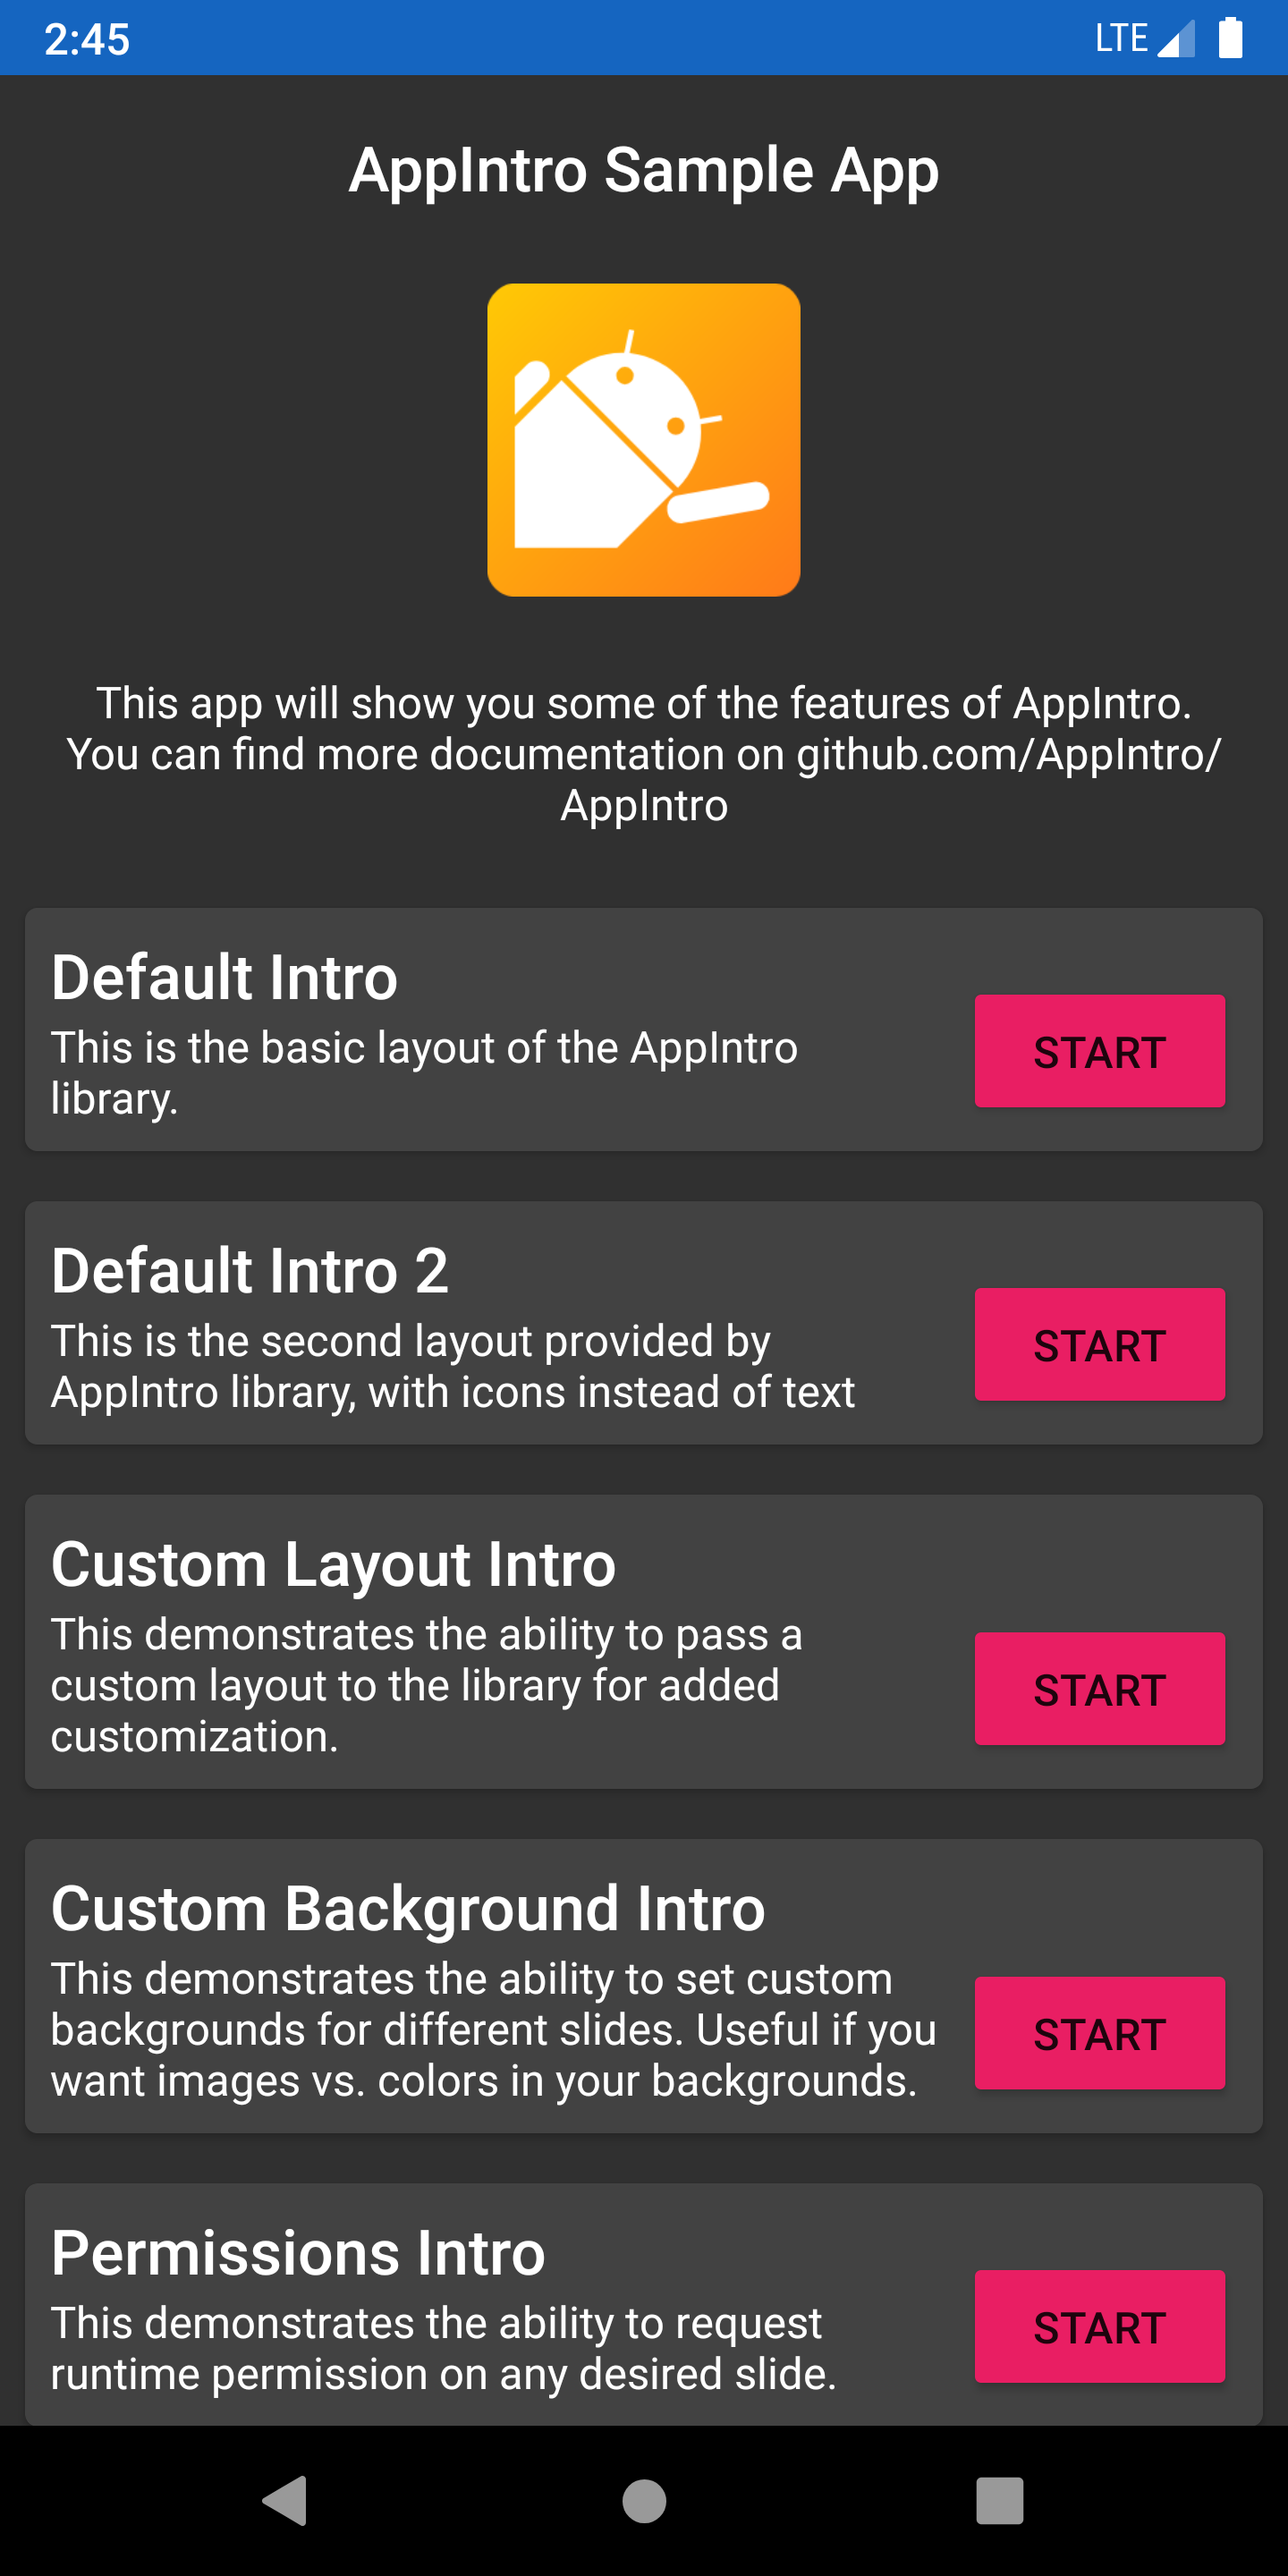 2:45
LTE
AppIntro Sample App
This app will show you some of the features of AppIntro.
You can find more documentation on github.com/AppIntro/
AppIntro
Default Intro
This is the basic layout of the AppIntro
library.
START
Default Intro 2
This is the second layout provided by
AppIntro library, with icons instead of text
START
Custom Layout Intro
This demonstrates the ability to pass a
custom layout to the library for added
customization.
START
Custom Background Intro
This demonstrates the ability to set custom
backgrounds for different slides. Useful if you
want images vs. colors in your backgrounds.
START
Permissions Intro
This demonstrates the ability to request
runtime permission on any desired slide.
START